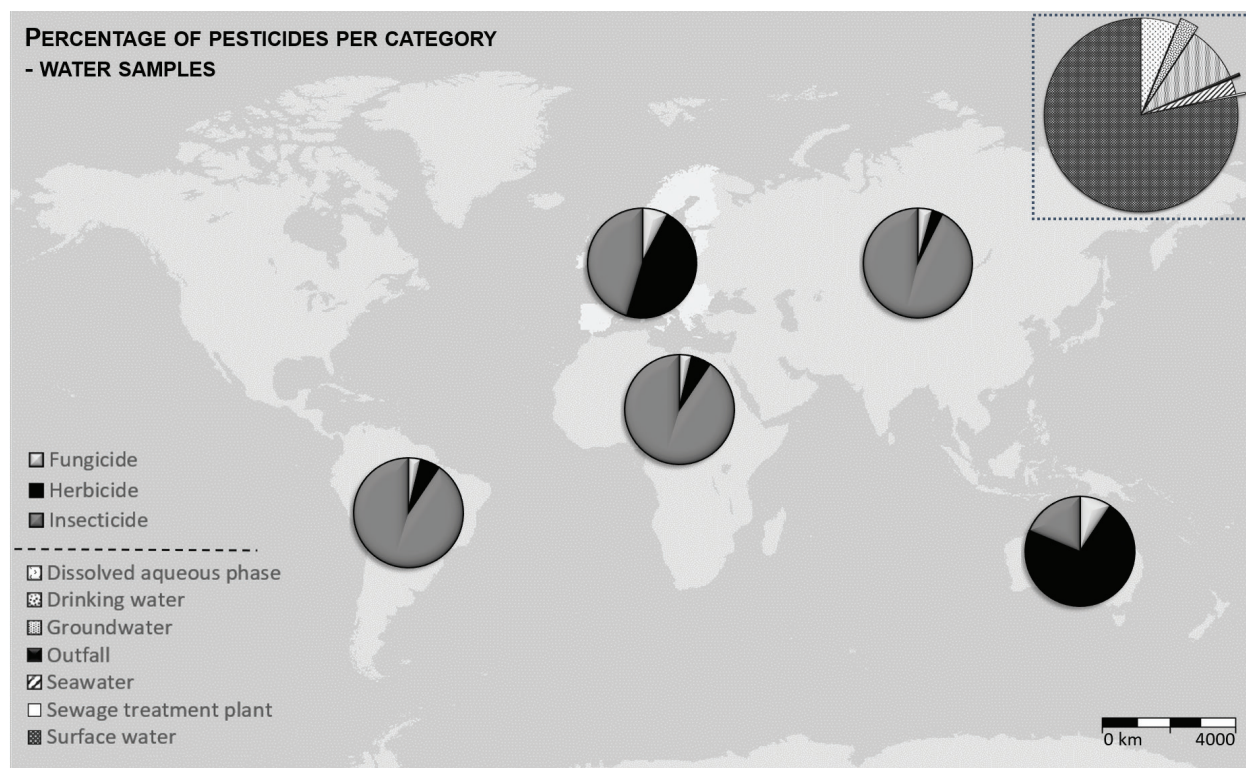 PERCENTAGE OF PESTICIDES PER CATEGORY
- WATER SAMPLES
Fungicide
Herbicide
Insecticide
Dissolved aqueous phase
Drinking water
Groundwater
Outfall
Seawater
Sewage treatment plant
Surface water
0 km 4000